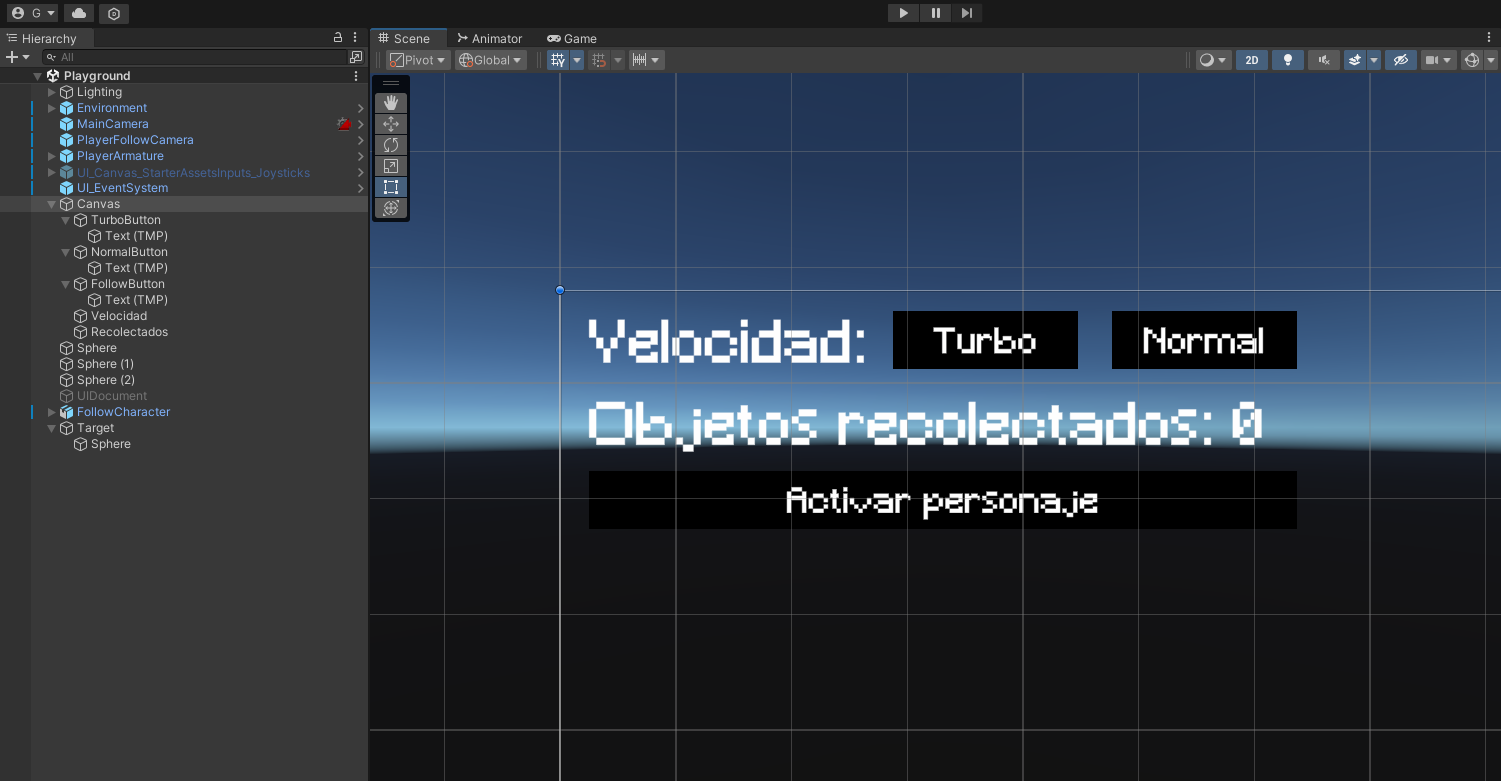 G
Hierarchy
All
Playground
Lighting
Environment
MainCamera
PlayerFollowCamera
PlayerArmature
UI_Canvas_StarterAssetsInputs_Joysticks
UI_EventSystem
Canvas
TurboButton
Text (TMP)
NormalButton
Text (TMP)
FollowButton
Text (TMP)
Velocidad
Recolectados
Sphere
Sphere (1)
Sphere (2)
UIDocument
FollowCharacter
Target
Sphere
Scene Animator Game
Pivot Global 2D
Velocidad: Turbo Normal
Objetos recolectados: 0
Activar personaje